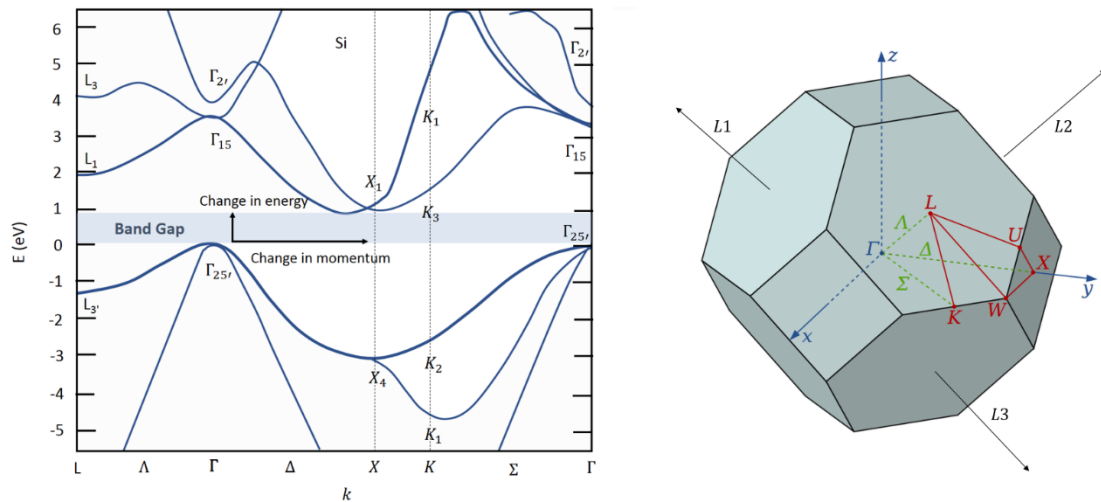 Si
6
5
4
3
2
1
0
-1
-2
-3
-4
-5
E (eV)
L₃
L₁
L₃'
Γ₂'
Γ₁₅
Γ₂₅'
X₁
X₄
K₁
K₃
K₂
K₁
Γ₂'
Γ₁₅
Γ₂₅'
Change in energy
Band Gap
Change in momentum
L Λ Γ Δ X K Σ Γ
k
z
L1
L2
L
Λ
U
Γ
Δ
X
y
Σ
K
W
x
L3